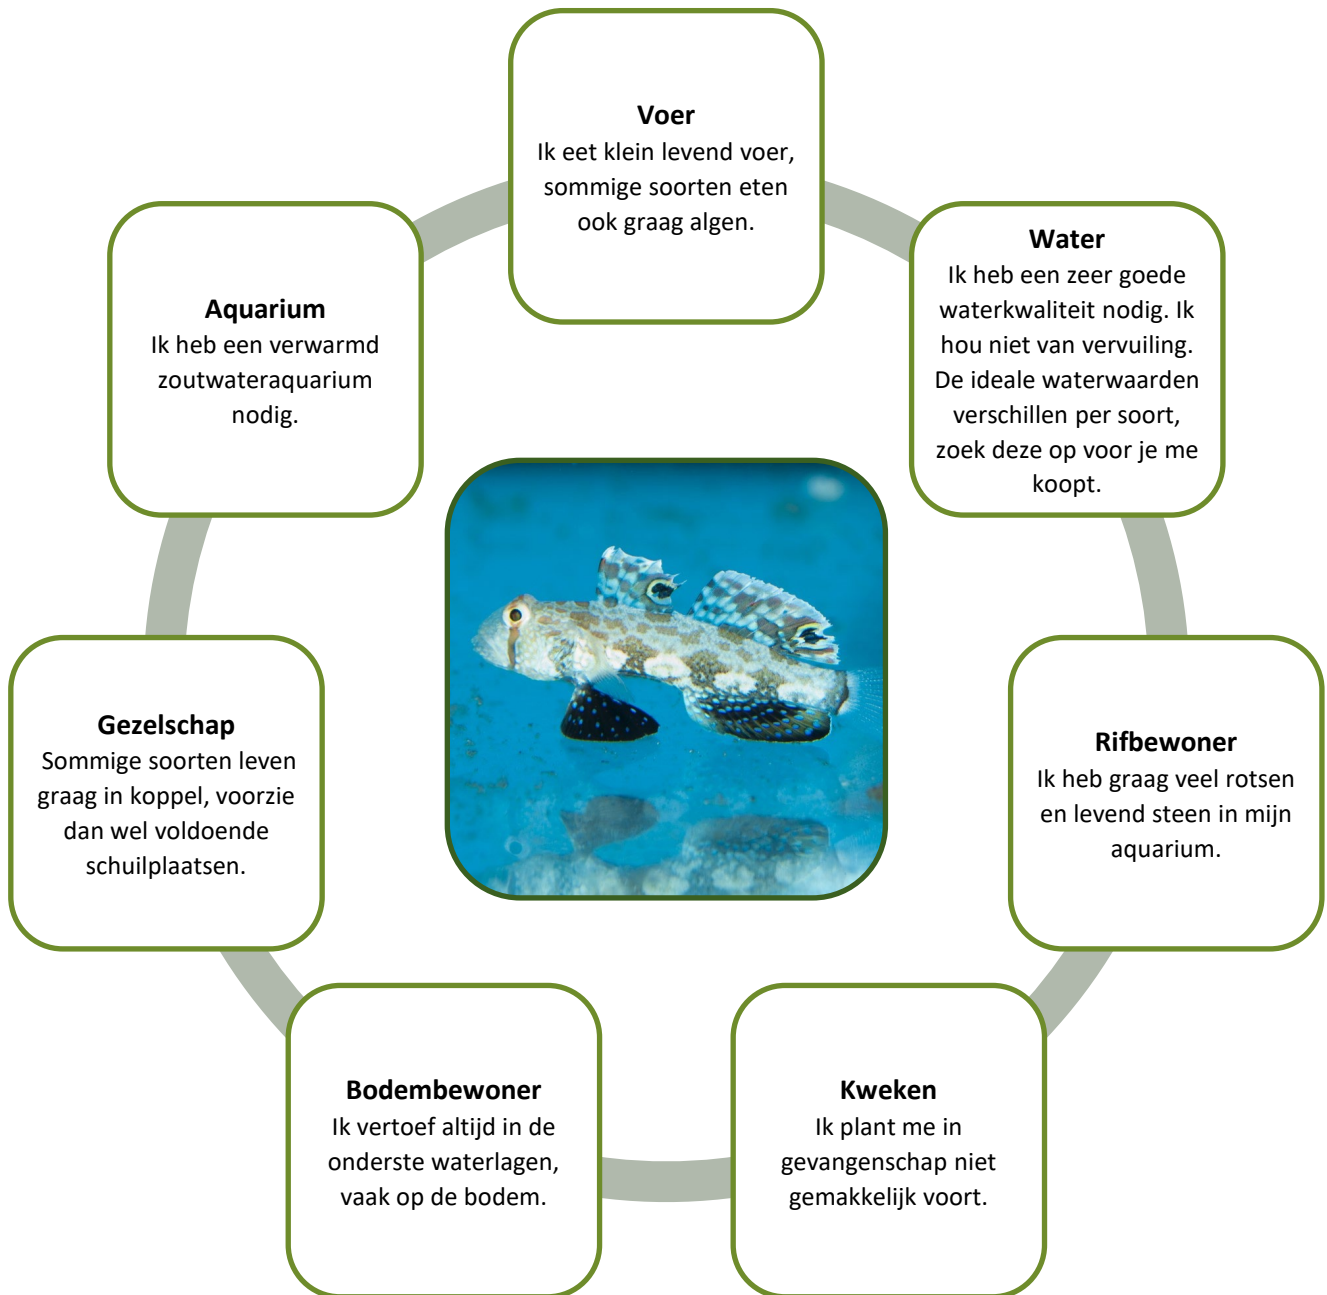 Voer
Ik eet klein levend voer,
sommige soorten eten
ook graag algen.
Water
Ik heb een zeer goede
waterkwaliteit nodig. Ik
hou niet van vervuiling.
De ideale waterwaarden
verschillen per soort,
zoek deze op voor je me
koopt.
Rifbewoner
Ik heb graag veel rotsen
en levend steen in mijn
aquarium.
Kweken
Ik plant me in
gevangenschap niet
gemakkelijk voort.
Bodembewoner
Ik vertoef altijd in de
onderste waterlagen,
vaak op de bodem.
Gezelschap
Sommige soorten leven
graag in koppel, voorzie
dan wel voldoende
schuilplaatsen.
Aquarium
Ik heb een verwarmd
zoutwateraquarium
nodig.